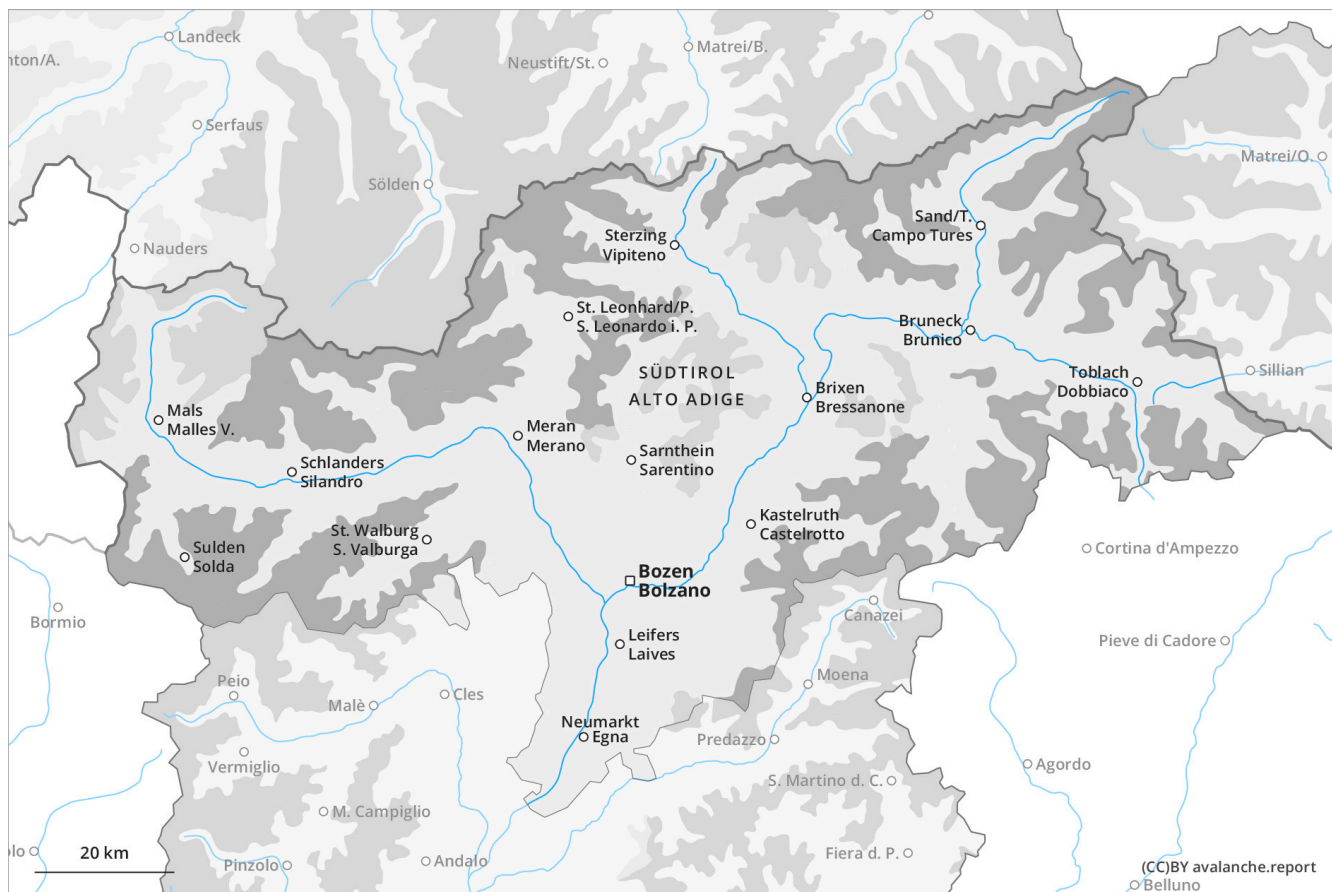 Landeck
nton/A.
Matrei/B.
Neustift/St.
Serfaus
Matrei/O.
Sölden
Nauders
Sand/T.
Campo Tures
Sterzing
Vipiteno
St. Leonhard/P.
S. Leonardo i. P.
Bruneck
Brunico
SÜDTIROL
ALTO ADIGE
Toblach
Dobbiaco
Sillian
Brixen
Bressanone
Mals
Malles V.
Meran
Merano
Sarnthein
Sarentino
Schlanders
Silandro
Kastelruth
Castelrotto
St. Walburg
S. Valburga
Sulden
Solda
Cortina d'Ampezzo
Bozen
Bolzano
Bormio
Canazei
Leifers
Laives
Pieve di Cadore
Peio
Moena
Malè
Cles
Neumarkt
Egna
Predazzo
Vermiglio
Agordo
S. Martino d. C.
M. Campiglio
olo
20 km
Pinzolo
Andalo
Fiera d. P.
(CC)BY avalanche.report
Belluno